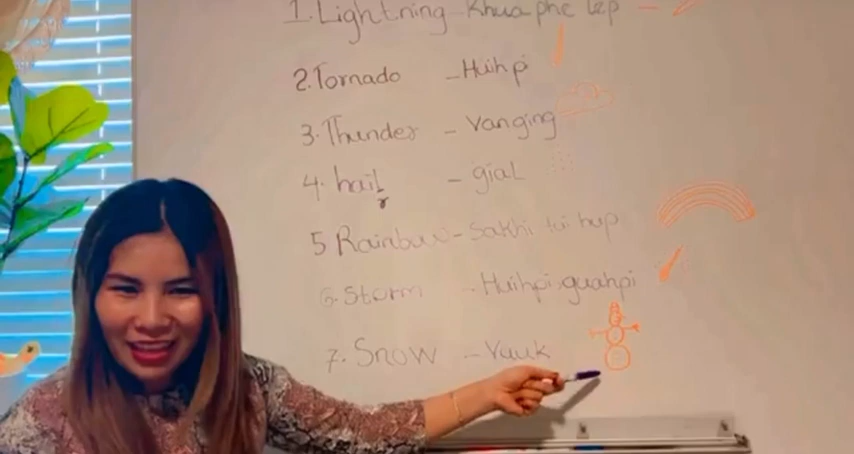 1. Lightning - Khua phe lep -
2. Tornado - Huihpi
3. Thunder - Vanging
4. hail - gial
5 Rainbow - Sakhi hup
6. Storm - Huihpi, guahpi
7. Snow - Vuuk